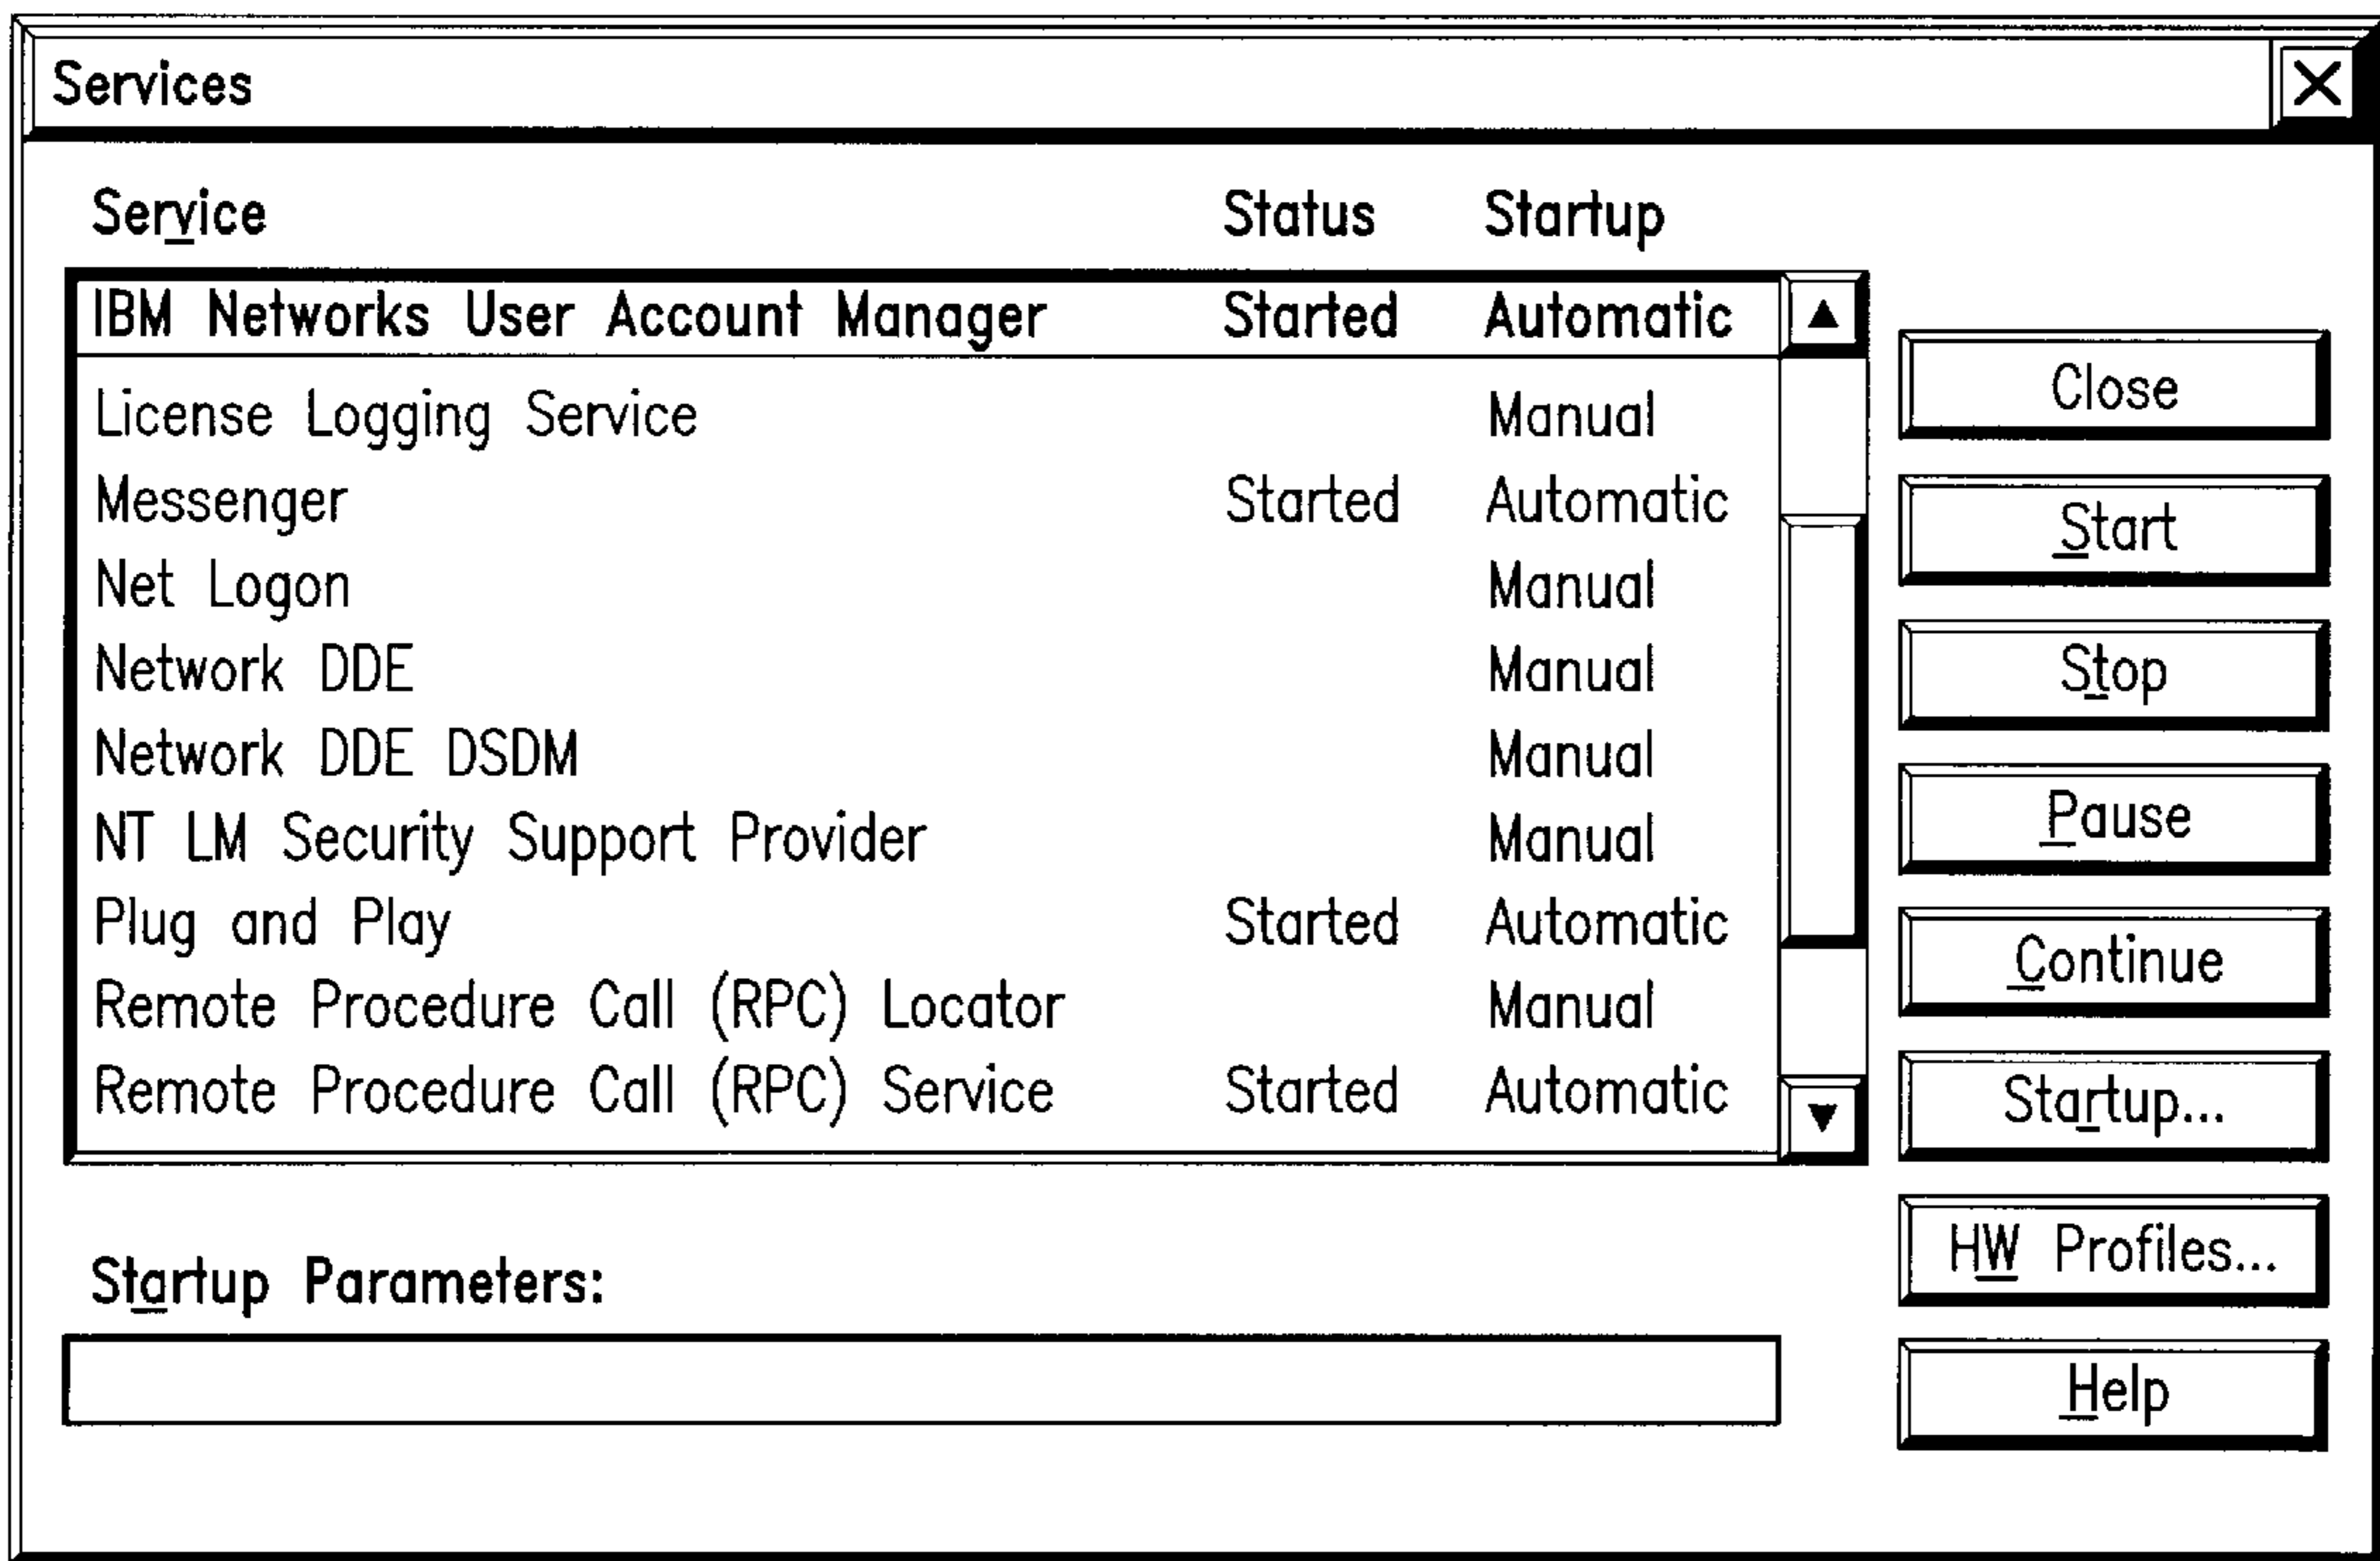 Services
Service Status Startup
IBM Networks User Account Manager Started Automatic
License Logging Service Manual
Messenger Started Automatic
Net Logon Manual
Network DDE Manual
Network DDE DSDM Manual
NT LM Security Support Provider Manual
Plug and Play Started Automatic
Remote Procedure Call (RPC) Locator Manual
Remote Procedure Call (RPC) Service Started Automatic
Startup Parameters:
Close
Start
Stop
Pause
Continue
Startup...
HW Profiles...
Help